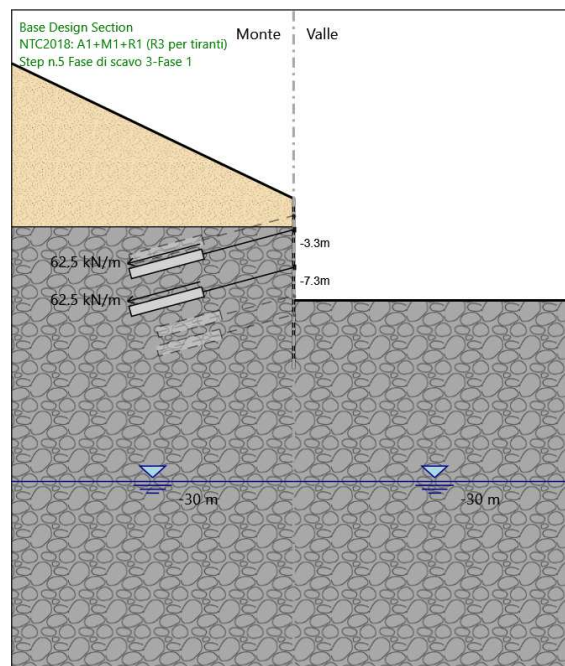 Base Design Section
NTC2018: A1+M1+R1 (R3 per tiranti)
Step n.5 Fase di scavo 3-Fase 1
Monte
Valle
-3.3m
62.5 kN/m
-7.3m
62.5 kN/m
-30 m
-30 m